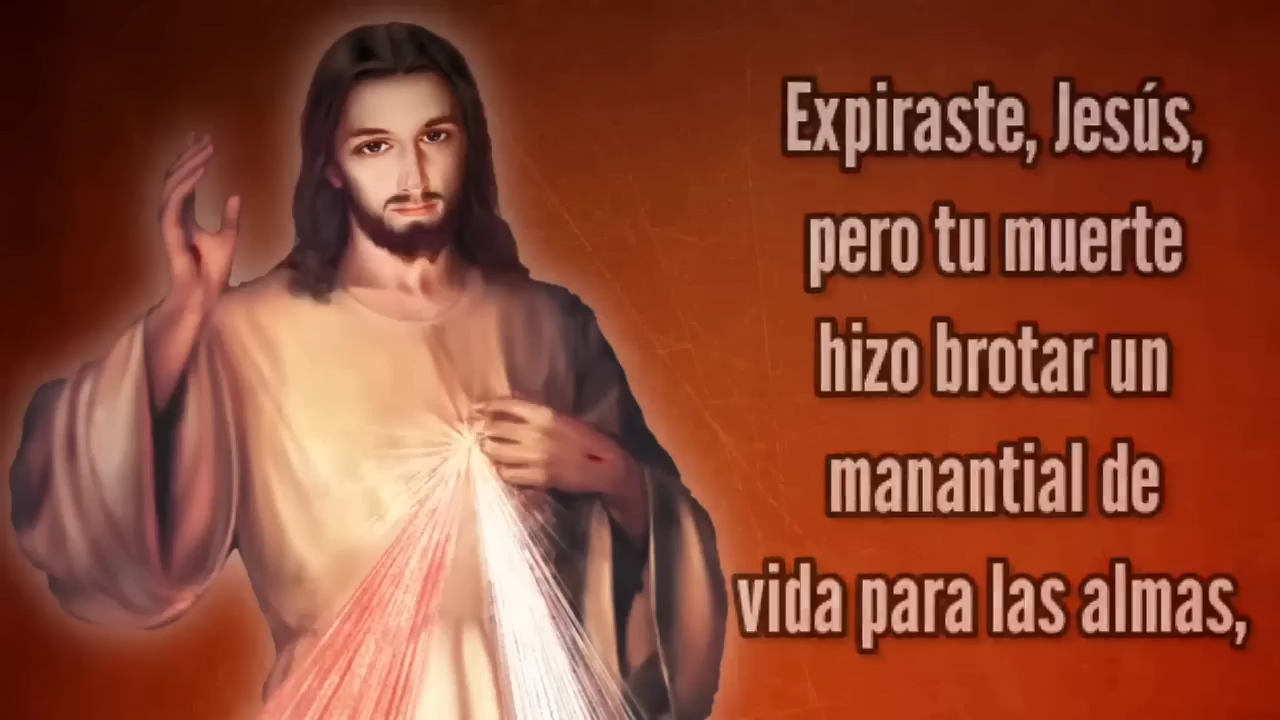 Expiraste, Jesús,
pero tu muerte
hizo brotar un
manantial de
vida para las almas,